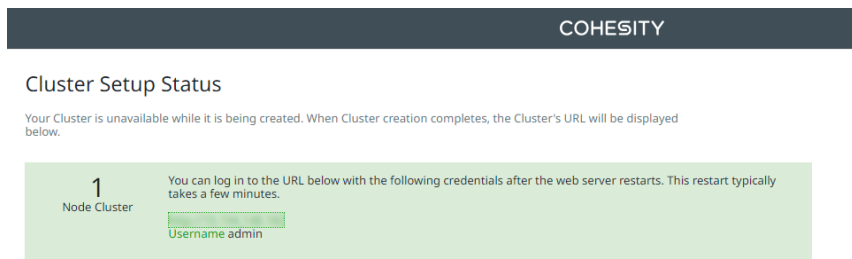 COHESITY
Cluster Setup Status
Your Cluster is unavailable while it is being created. When Cluster creation completes, the Cluster's URL will be displayed
below.
1
Node Cluster
You can log in to the URL below with the following credentials after the web server restarts. This restart typically
takes a few minutes.
Username admin